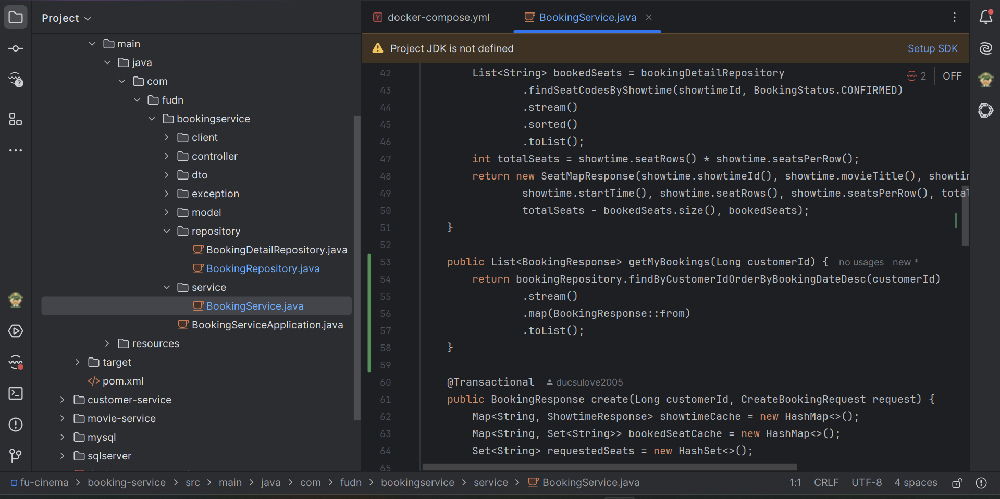 Project
docker-compose.yml
BookingService.java
Project JDK is not defined
Setup SDK
main
java
com
fudn
bookingservice
client
controller
dto
exception
model
repository
BookingDetailRepository.java
BookingRepository.java
service
BookingService.java
BookingServiceApplication.java
resources
target
pom.xml
customer-service
movie-service
mysql
sqlserver
2 OFF
42 List<String> bookedSeats = bookingDetailRepository
43 .findSeatCodesByShowtime(showtimeId, BookingStatus.CONFIRMED)
44 .stream()
45 .sorted()
46 .toList();
47 int totalSeats = showtime.seatRows() * showtime.seatsPerRow();
48 return new SeatMapResponse(showtime.showtimeId(), showtime.movieTitle(), showtim
49 showtime.startTime(), showtime.seatRows(), showtime.seatsPerRow(), total
50 totalSeats - bookedSeats.size(), bookedSeats);
51 }
52
53 public List<BookingResponse> getMyBookings(Long customerId) { no usages new *
54 return bookingRepository.findByCustomerIdOrderByBookingDateDesc(customerId)
55 .stream()
56 .map(BookingResponse::from)
57 .toList();
58 }
59
60 @Transactional ducsulove2005
61 public BookingResponse create(Long customerId, CreateBookingRequest request) {
62 Map<String, ShowtimeResponse> showtimeCache = new HashMap<>();
63 Map<String, Set<String>> bookedSeatCache = new HashMap<>();
64 Set<String> requestedSeats = new HashSet<>();
65
fu-cinema > booking-service > src > main > java > com > fudn > bookingservice > service > BookingService.java
1:1 CRLF UTF-8 4 spaces